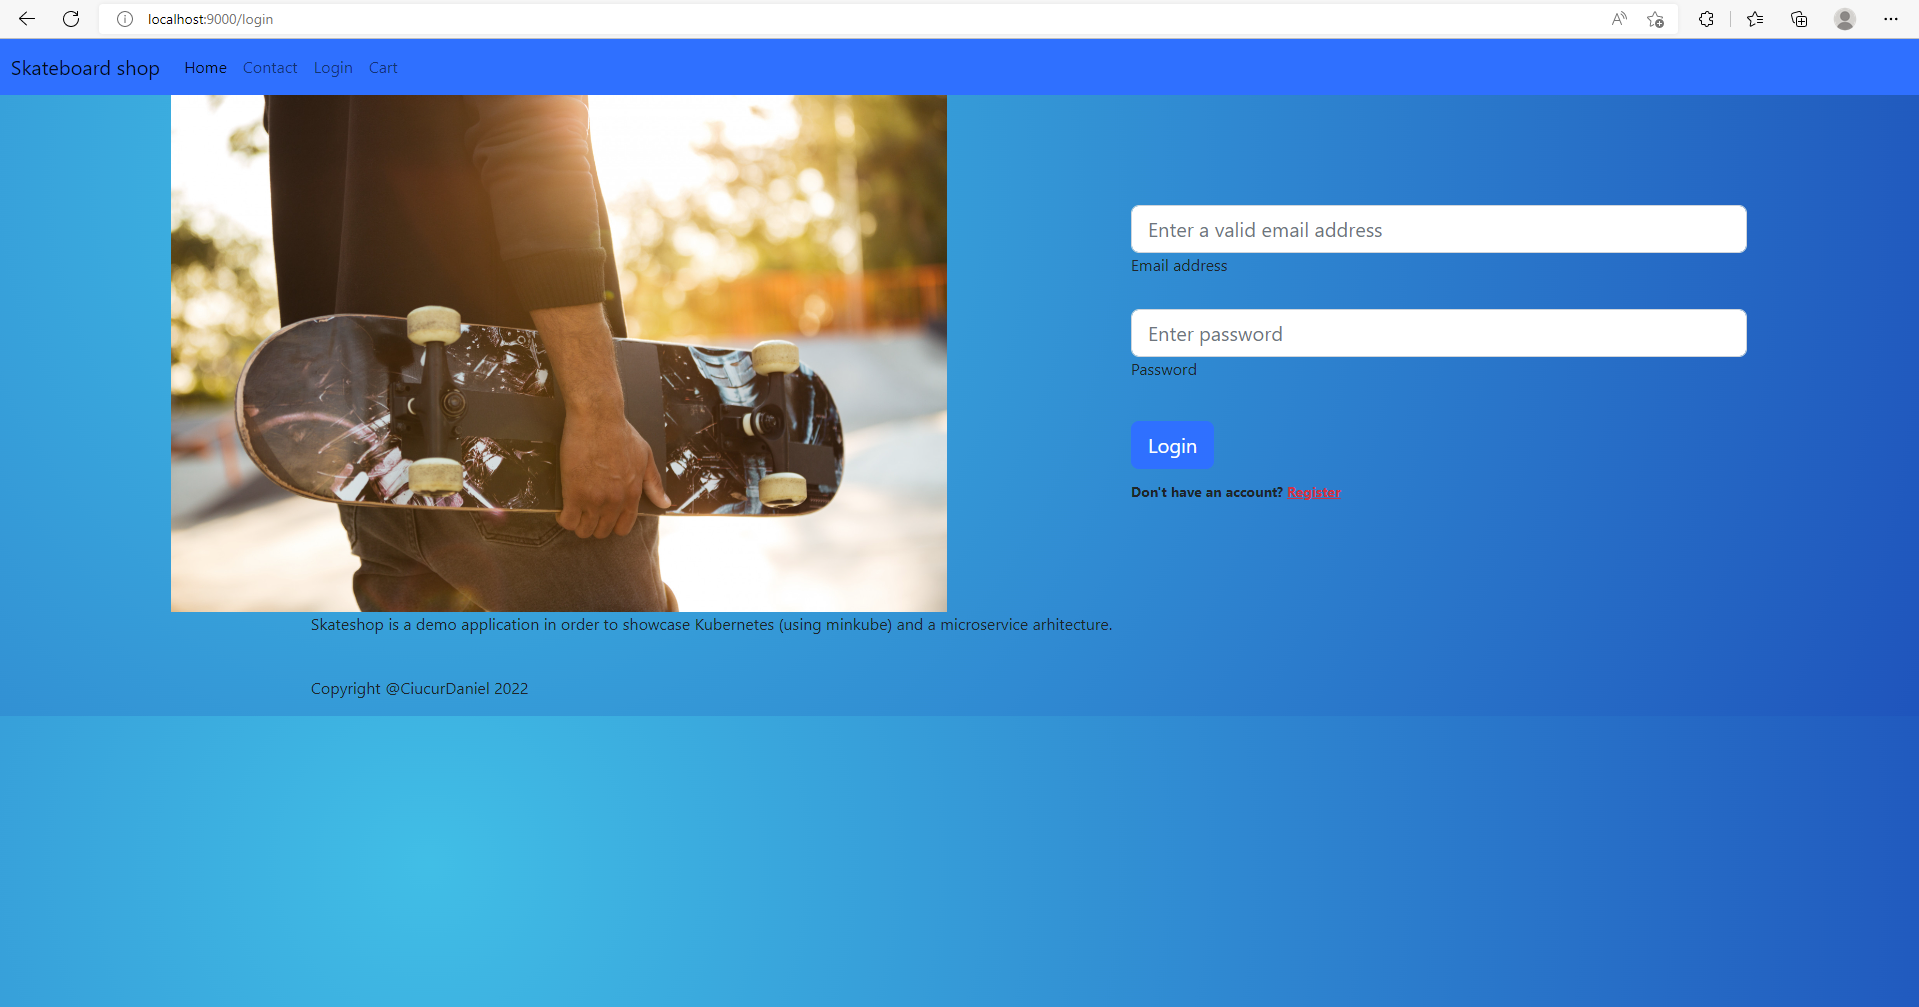 localhost:9000/login
Skateboard shop Home Contact Login Cart
Enter a valid email address
Email address
Enter password
Password
Login
Don't have an account? Register
Skateshop is a demo application in order to showcase Kubernetes (using minkube) and a microservice arhitecture.
Copyright @CiucurDaniel 2022